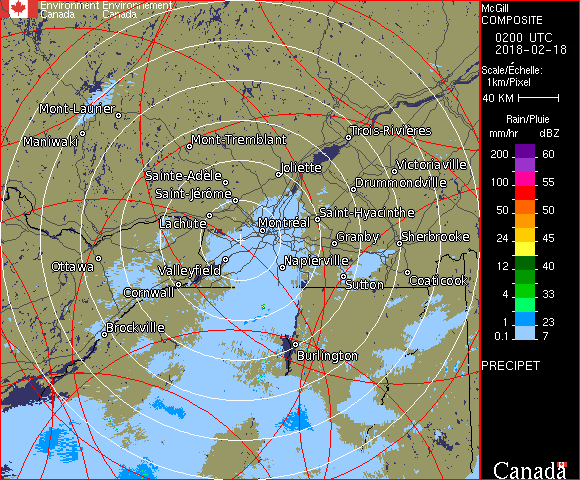 Environment Environnement
Canada Canada
McGill
COMPOSITE
0200 UTC
2018-02-18
Scale/Échelle:
1km/Pixel
40 KM
Rain/Pluie
mm/hr dBZ
200 60
100 55
50 50
24 45
12 40
4 33
1 23
0.1 7
PRECIPET
Canada
Mont-Laurier
Maniwaki
Mont-Tremblant
Trois-Rivières
Sainte-Adèle
Joliette
Victoriaville
Saint-Jérôme
Drummondville
Lachute
Montréal
Saint-Hyacinthe
Granby
Sherbrooke
Ottawa
Valleyfield
Napierville
Cornwall
Sutton
Coaticook
Brockville
Burlington